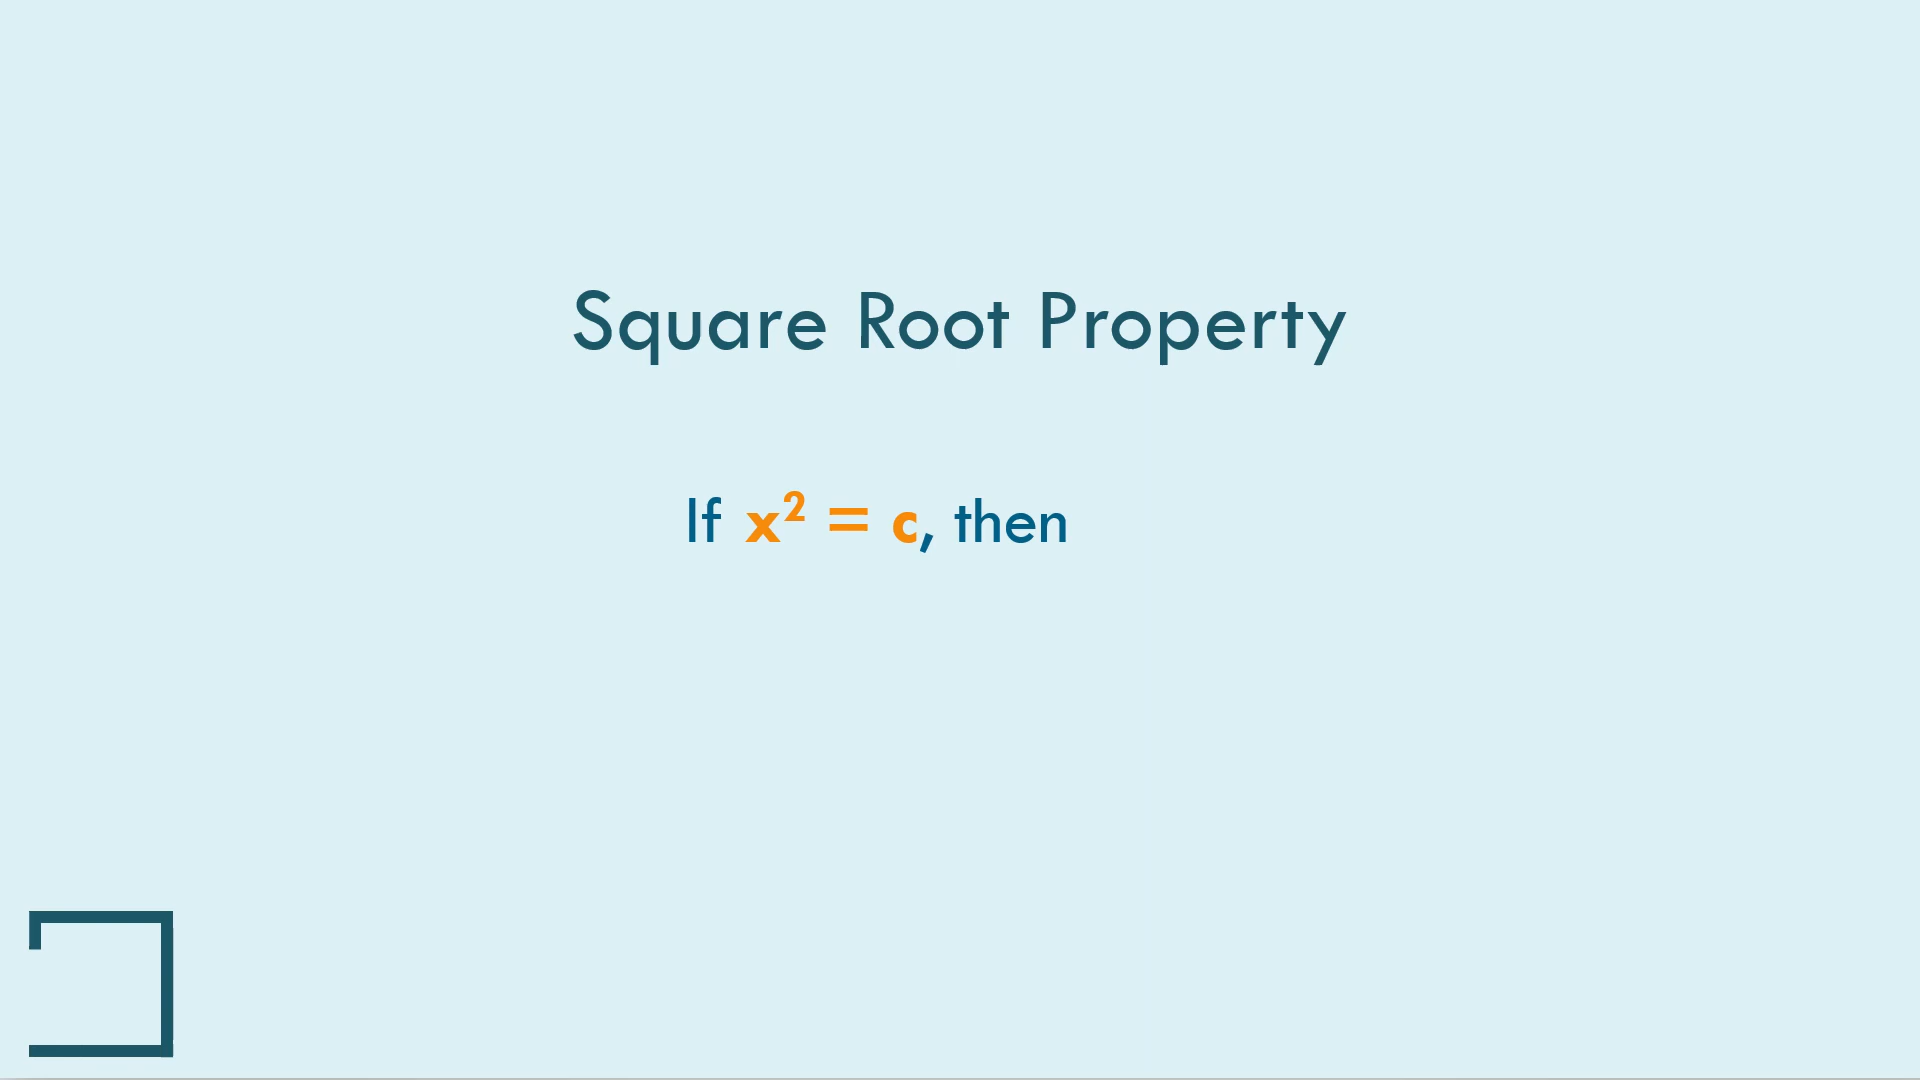 Square Root Property
If x² = c, then